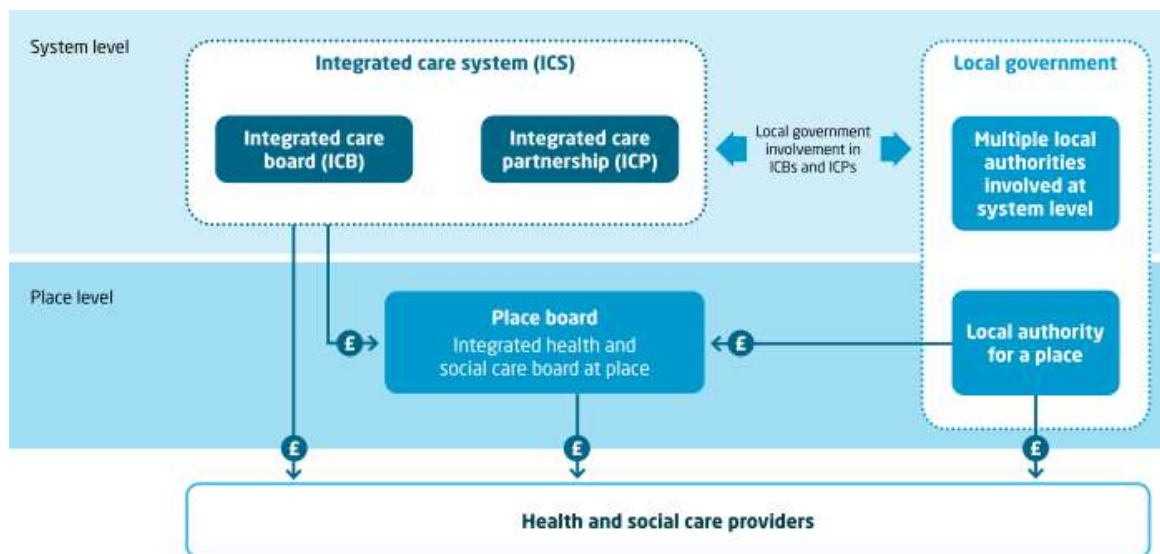 System level
Integrated care system (ICS)
Local government
Integrated care
board (ICB)
Integrated care
partnership (ICP)
Local government
involvement in
ICBs and ICPs
Multiple local
authorities
involved at
system level
Place level
Place board
Integrated health and
social care board at place
Local authority
for a place
£
£
£
£
£
Health and social care providers